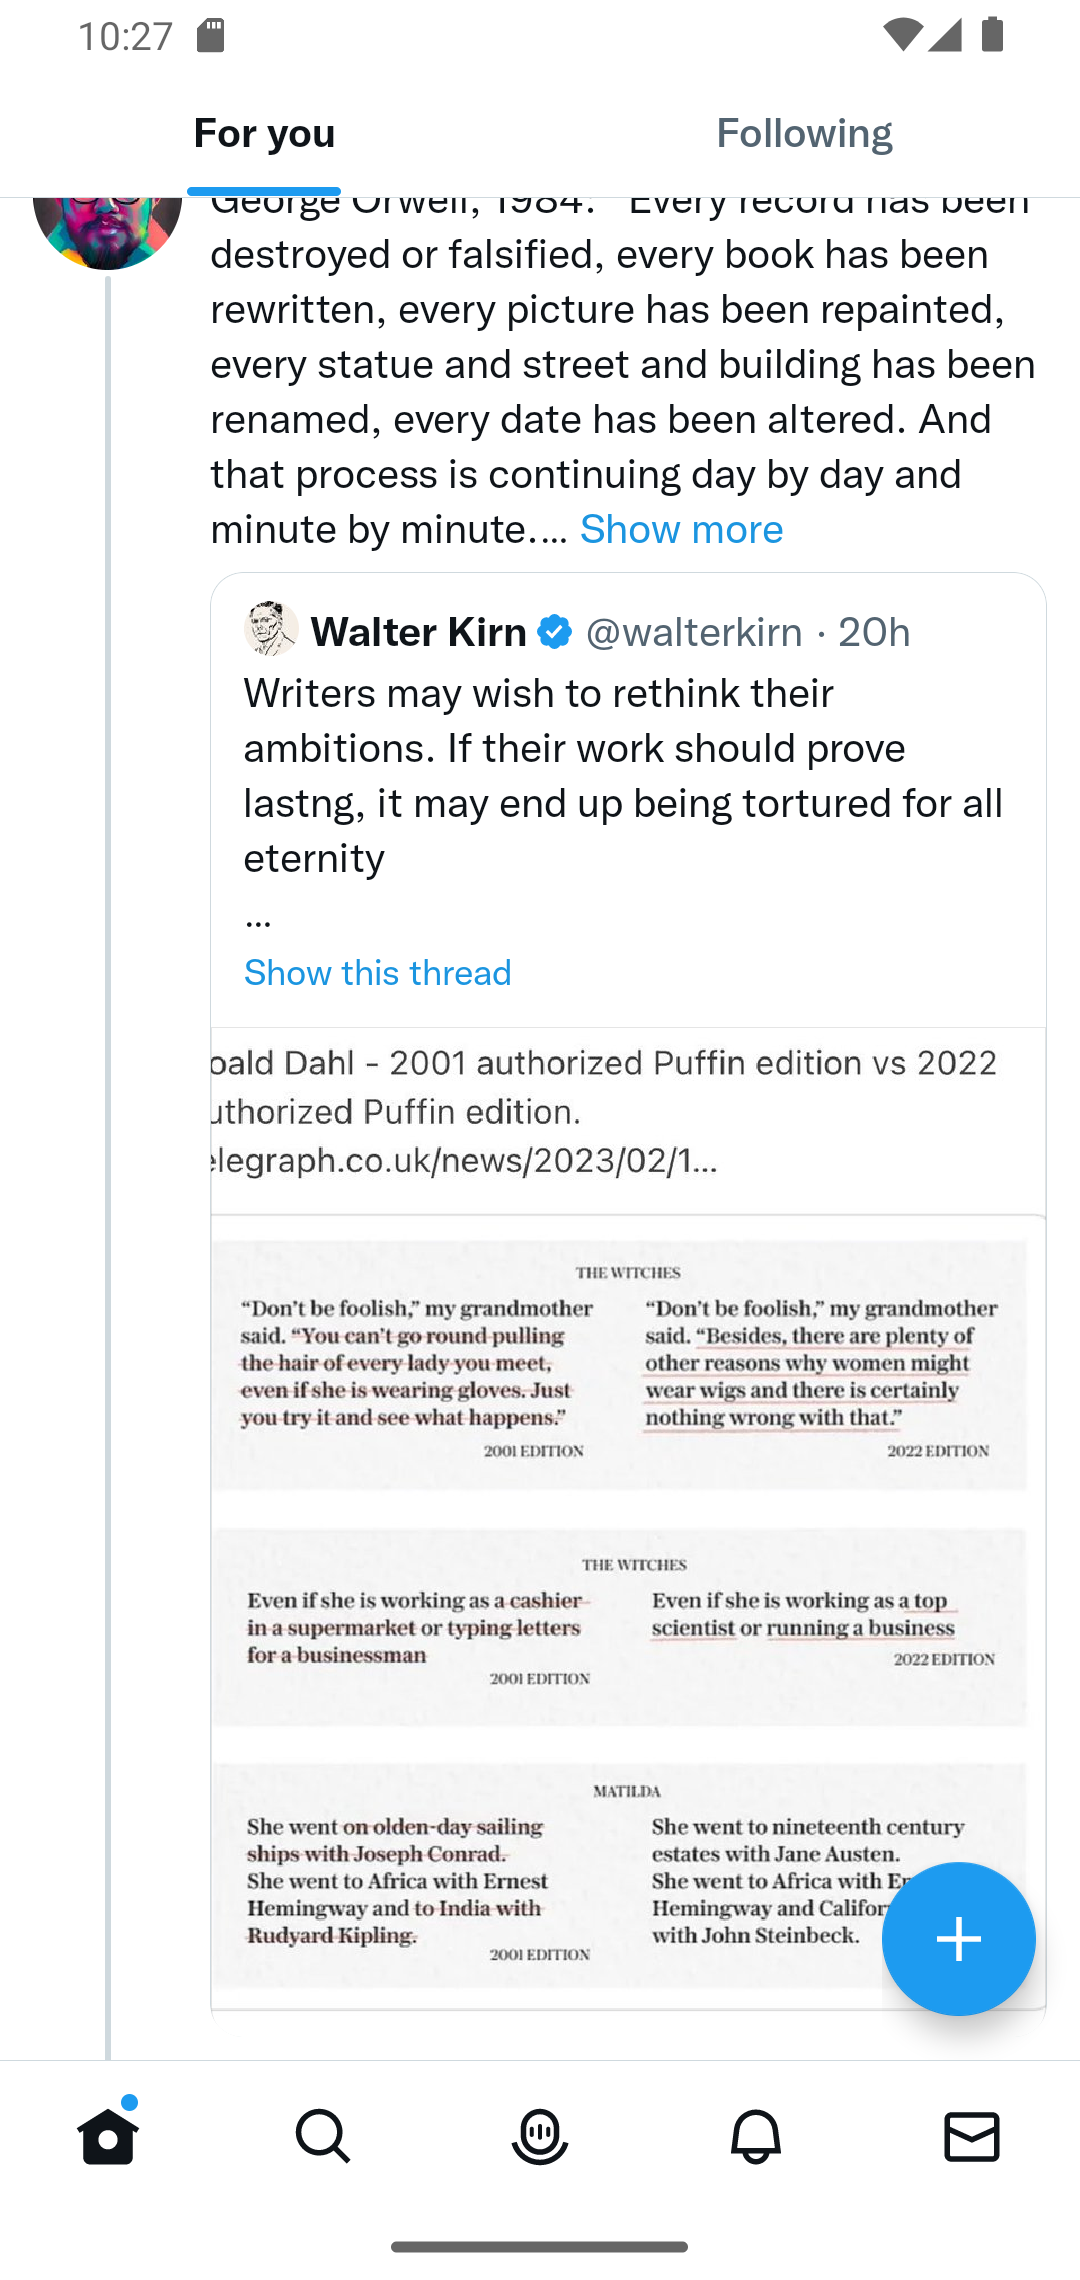 10:27
For you
Following
George Orwell, 1984: "Every record has been
destroyed or falsified, every book has been
rewritten, every picture has been repainted,
every statue and street and building has been
renamed, every date has been altered. And
that process is continuing day by day and
minute by minute.… Show more
Walter Kirn @walterkirn · 20h
Writers may wish to rethink their
ambitions. If their work should prove
lastng, it may end up being tortured for all
eternity
…
Show this thread
oald Dahl - 2001 authorized Puffin edition vs 2022
uthorized Puffin edition.
elegraph.co.uk/news/2023/02/1...
THE WITCHES
“Don’t be foolish,” my grandmother
said. “You can’t go round pulling
the hair of every lady you meet,
even if she is wearing gloves. Just
you try it and see what happens.”
2001 EDITION
“Don’t be foolish,” my grandmother
said. “Besides, there are plenty of
other reasons why women might
wear wigs and there is certainly
nothing wrong with that.”
2022 EDITION
THE WITCHES
Even if she is working as a cashier
in a supermarket or typing letters
for a businessman
2001 EDITION
Even if she is working as a top
scientist or running a business
2022 EDITION
MATILDA
She went on olden-day sailing
ships with Joseph Conrad.
She went to Africa with Ernest
Hemingway and to India with
Rudyard Kipling.
2001 EDITION
She went to nineteenth century
estates with Jane Austen.
She went to Africa with Er
Hemingway and Califor
with John Steinbeck.